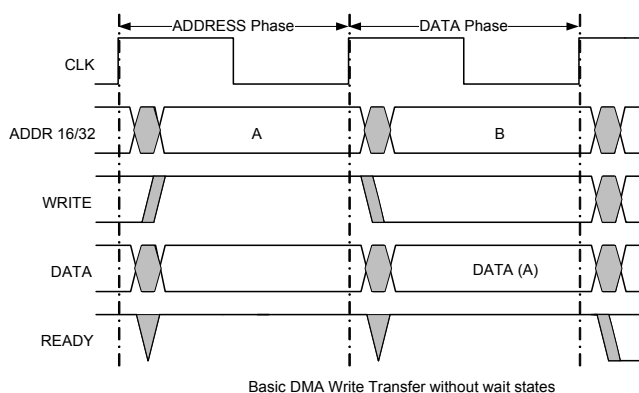 ADDRESS Phase DATA Phase
CLK
ADDR 16/32 A B
WRITE
DATA DATA (A)
READY
Basic DMA Write Transfer without wait states